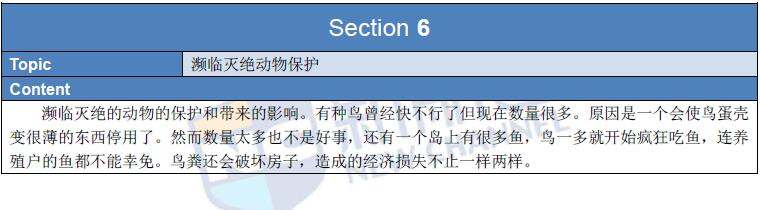 Section 6
Topic 濒临灭绝动物保护
Content
濒临灭绝的动物的保护和带来的影响。有种鸟曾经快不行了但现在数量很多。原因是一个会使鸟蛋壳
变很薄的东西停用了。然而数量太多也不是好事，还有一个岛上有很多鱼，鸟一多就开始疯狂吃鱼，连养
殖户的鱼都不能幸免。鸟粪还会破坏房子，造成的经济损失不止一样两样。
NEW CHANNEL